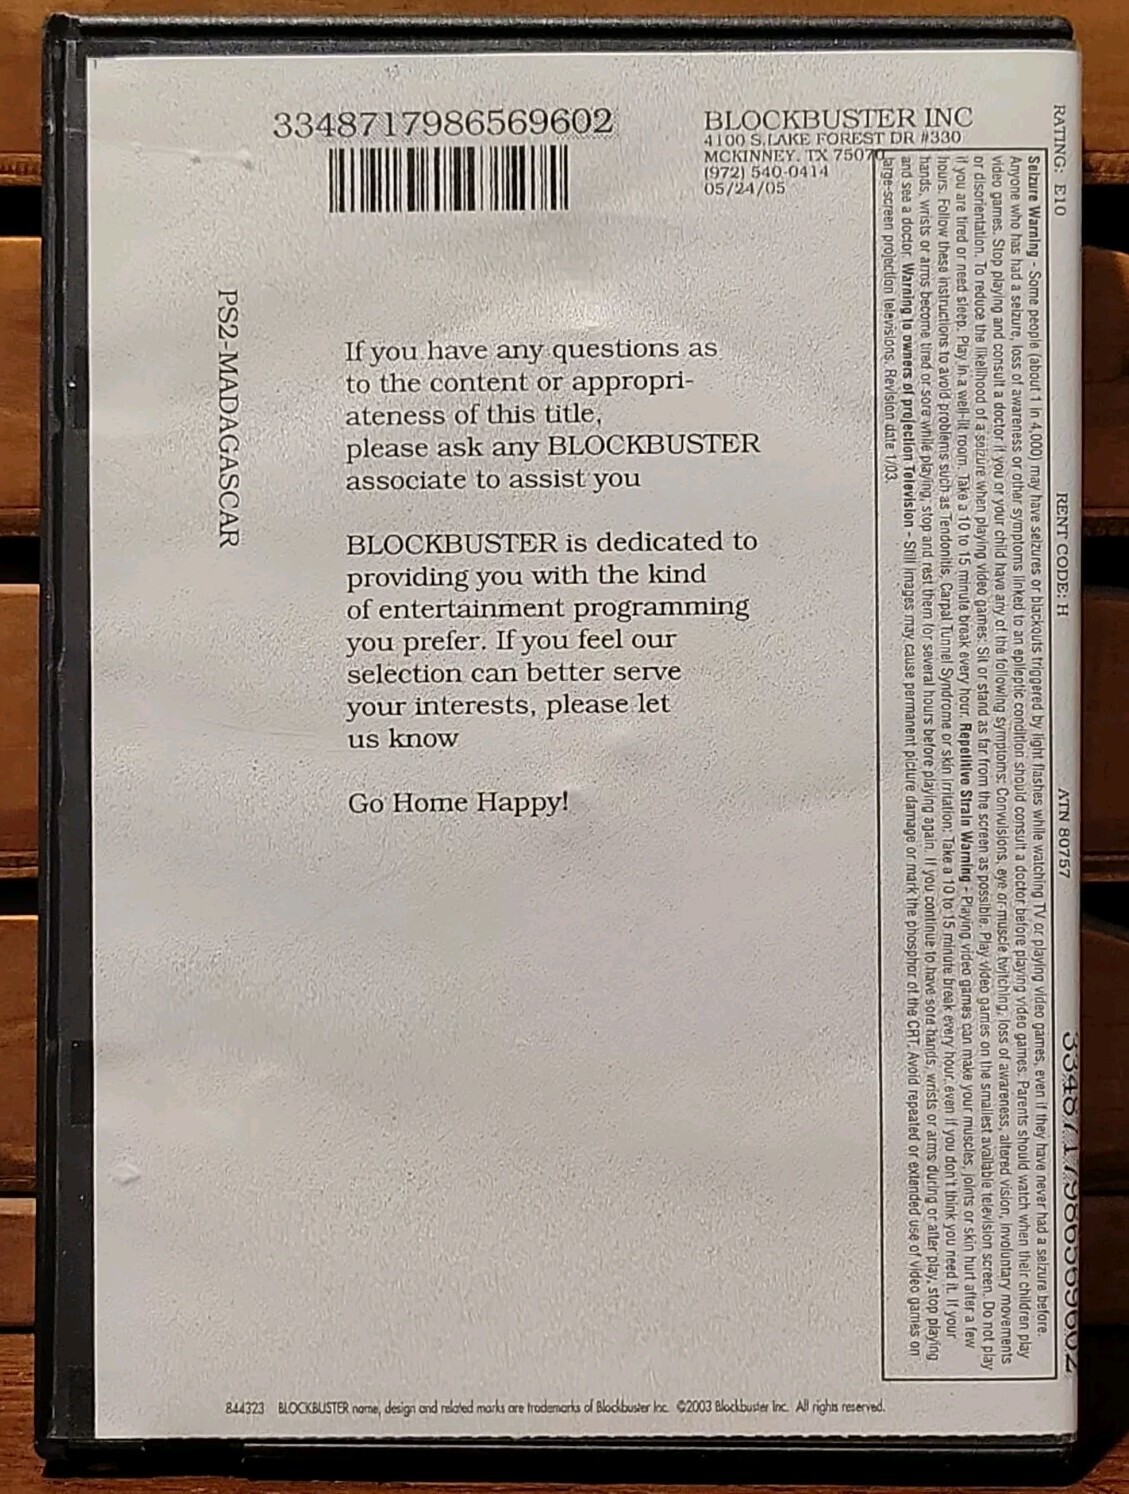 3348717986569602
BLOCKBUSTER INC
4100 S.LAKE FOREST DR #330
MCKINNEY, TX 75070
(972) 540-0414
05/24/05
PS2-MADAGASCAR
If you have any questions as
to the content or appropri-
ateness of this title,
please ask any BLOCKBUSTER
associate to assist you
BLOCKBUSTER is dedicated to
providing you with the kind
of entertainment programming
you prefer. If you feel our
selection can better serve
your interests, please let
us know
Go Home Happy!
RATING: E10 RENT CODE: H ATN 80757 3348717986569602
Seizure Warning - Some people (about 1 in 4,000) may have seizures or blackouts triggered by light flashes while watching TV or playing video games, even if they have never had a seizure before.
Anyone who has had a seizure, loss of awareness or other symptoms linked to an epileptic condition should consult a doctor before playing video games. Parents should watch when their children play
video games. Stop playing and consult a doctor if you or your child have any of the following symptoms: Convulsions, eye or muscle twitching, loss of awareness, altered vision, involuntary movements
or disorientation. To reduce the likelihood of a seizure when playing video games: Sit or stand as far from the screen as possible. Play video games on the smallest available television screen. Do not play
if you are tired or need sleep. Play in a well-lit room. Take a 10 to 15 minute break every hour. Repetitive Strain Warning - Playing video games can make your muscles, joints or skin hurt after a few
hours. Follow these instructions to avoid problems such as Tendonitis, Carpal Tunnel Syndrome or skin irritation: Take a 10 to 15 minute break every hour, even if you don't think you need it. If your
hands, wrists or arms become tired or sore while playing, stop and rest them for several hours before playing again. If you continue to have sore hands, wrists or arms during or after play, stop playing
and see a doctor. Warning to owners of projection Television - Still images may cause permanent picture damage or mark the phosphor of the CRT. Avoid repeated or extended use of video games on
large-screen projection televisions. Revision date 1/03.
844323 BLOCKBUSTER name, design and related marks are trademarks of Blockbuster Inc. ©2003 Blockbuster Inc. All rights reserved.